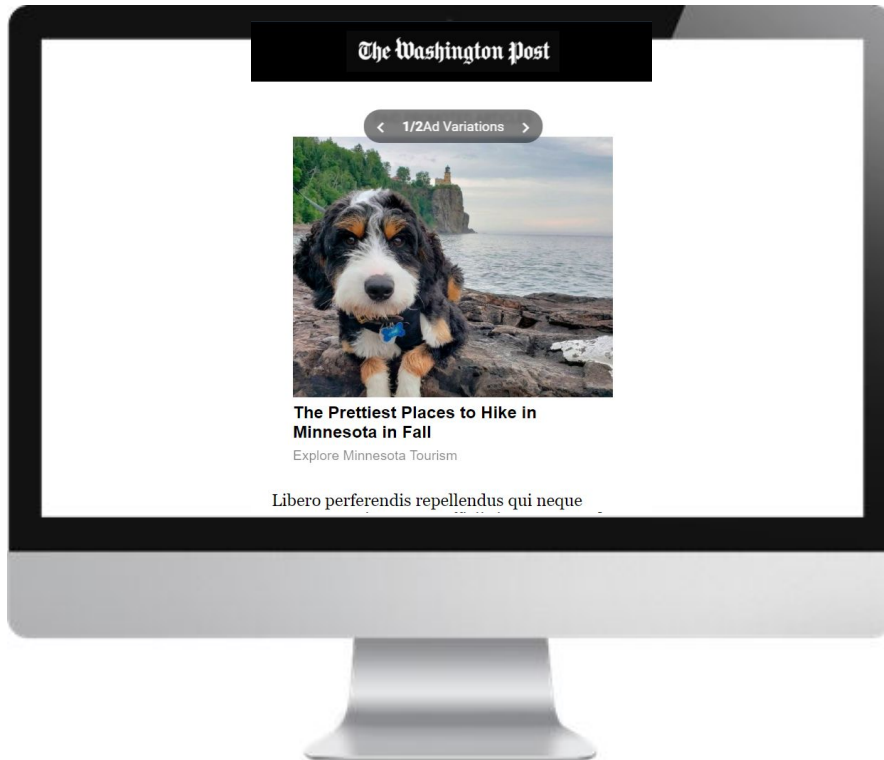 The Washington Post
1/2Ad Variations
The Prettiest Places to Hike in
Minnesota in Fall
Explore Minnesota Tourism
Libero perferendis repellendus qui neque